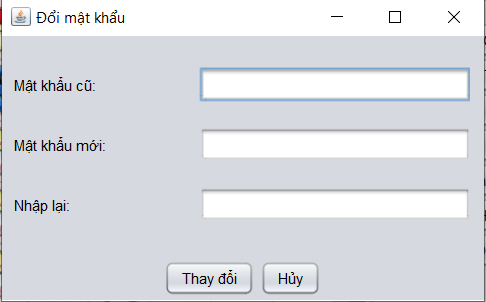 Đổi mật khẩu
Mật khẩu cũ:
Mật khẩu mới:
Nhập lại:
Thay đổi Hủy